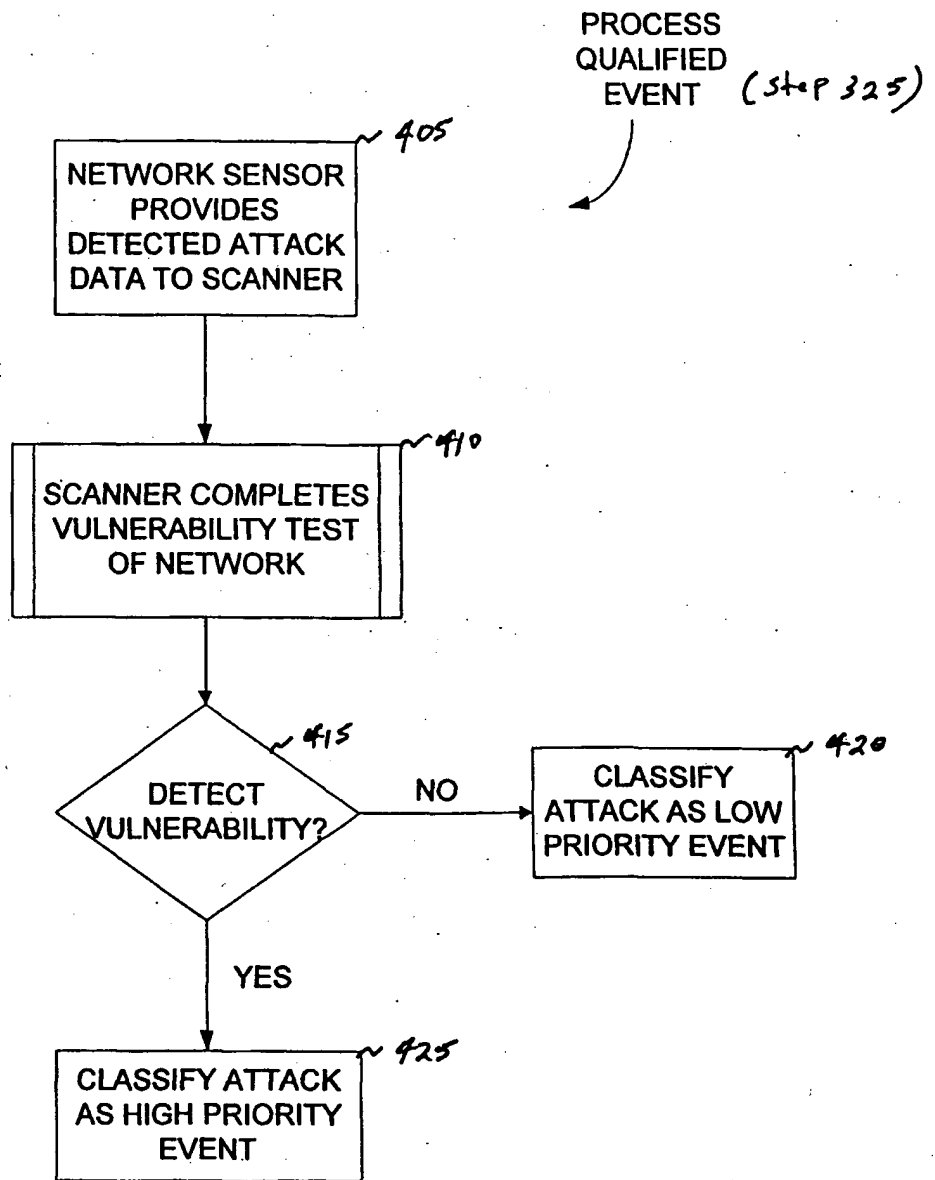 PROCESS
QUALIFIED
EVENT (step 325)
405
NETWORK SENSOR
PROVIDES
DETECTED ATTACK
DATA TO SCANNER
410
SCANNER COMPLETES
VULNERABILITY TEST
OF NETWORK
415
DETECT
VULNERABILITY?
NO
420
CLASSIFY
ATTACK AS LOW
PRIORITY EVENT
YES
425
CLASSIFY ATTACK
AS HIGH PRIORITY
EVENT